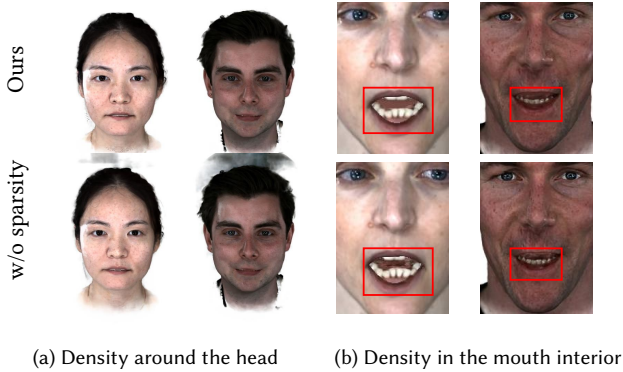 Ours
w/o sparsity
(a) Density around the head
(b) Density in the mouth interior